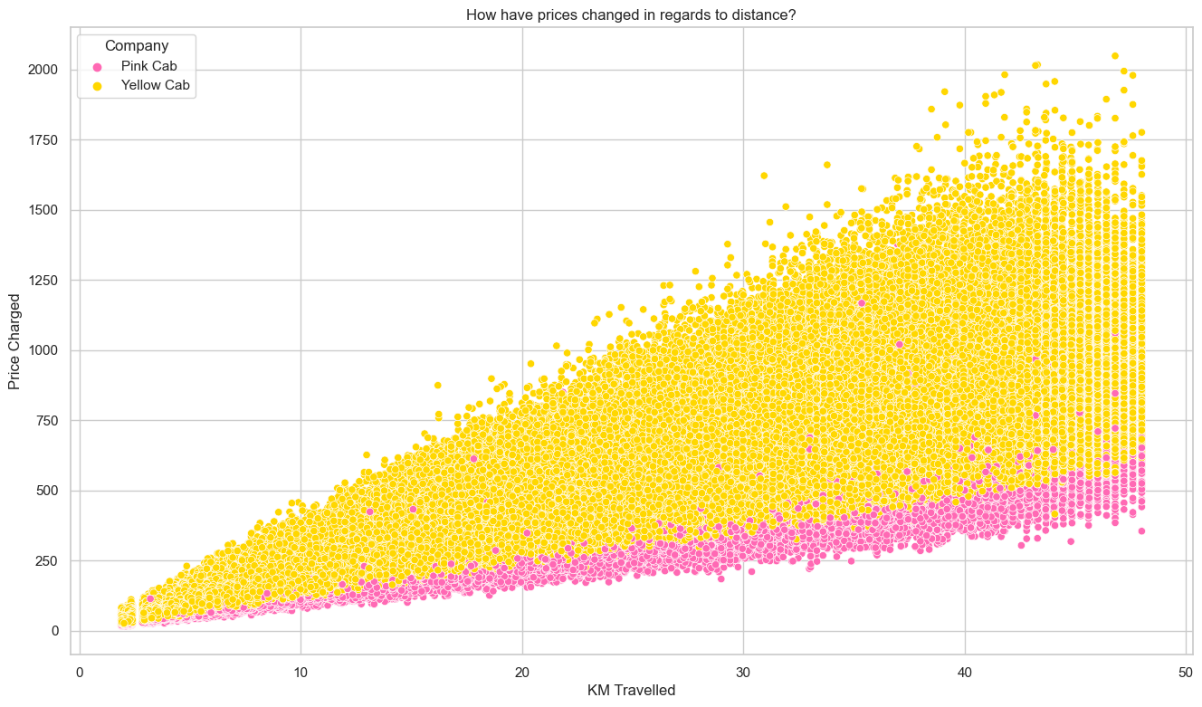 How have prices changed in regards to distance?
Company
Pink Cab
Yellow Cab
2000
1750
1500
1250
1000
750
500
250
0
Price Charged
0 10 20 30 40 50
KM Travelled